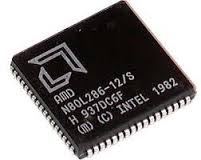 AMD
N80L286-12/S
H 937DC6F
(M) (C) INTEL 1982